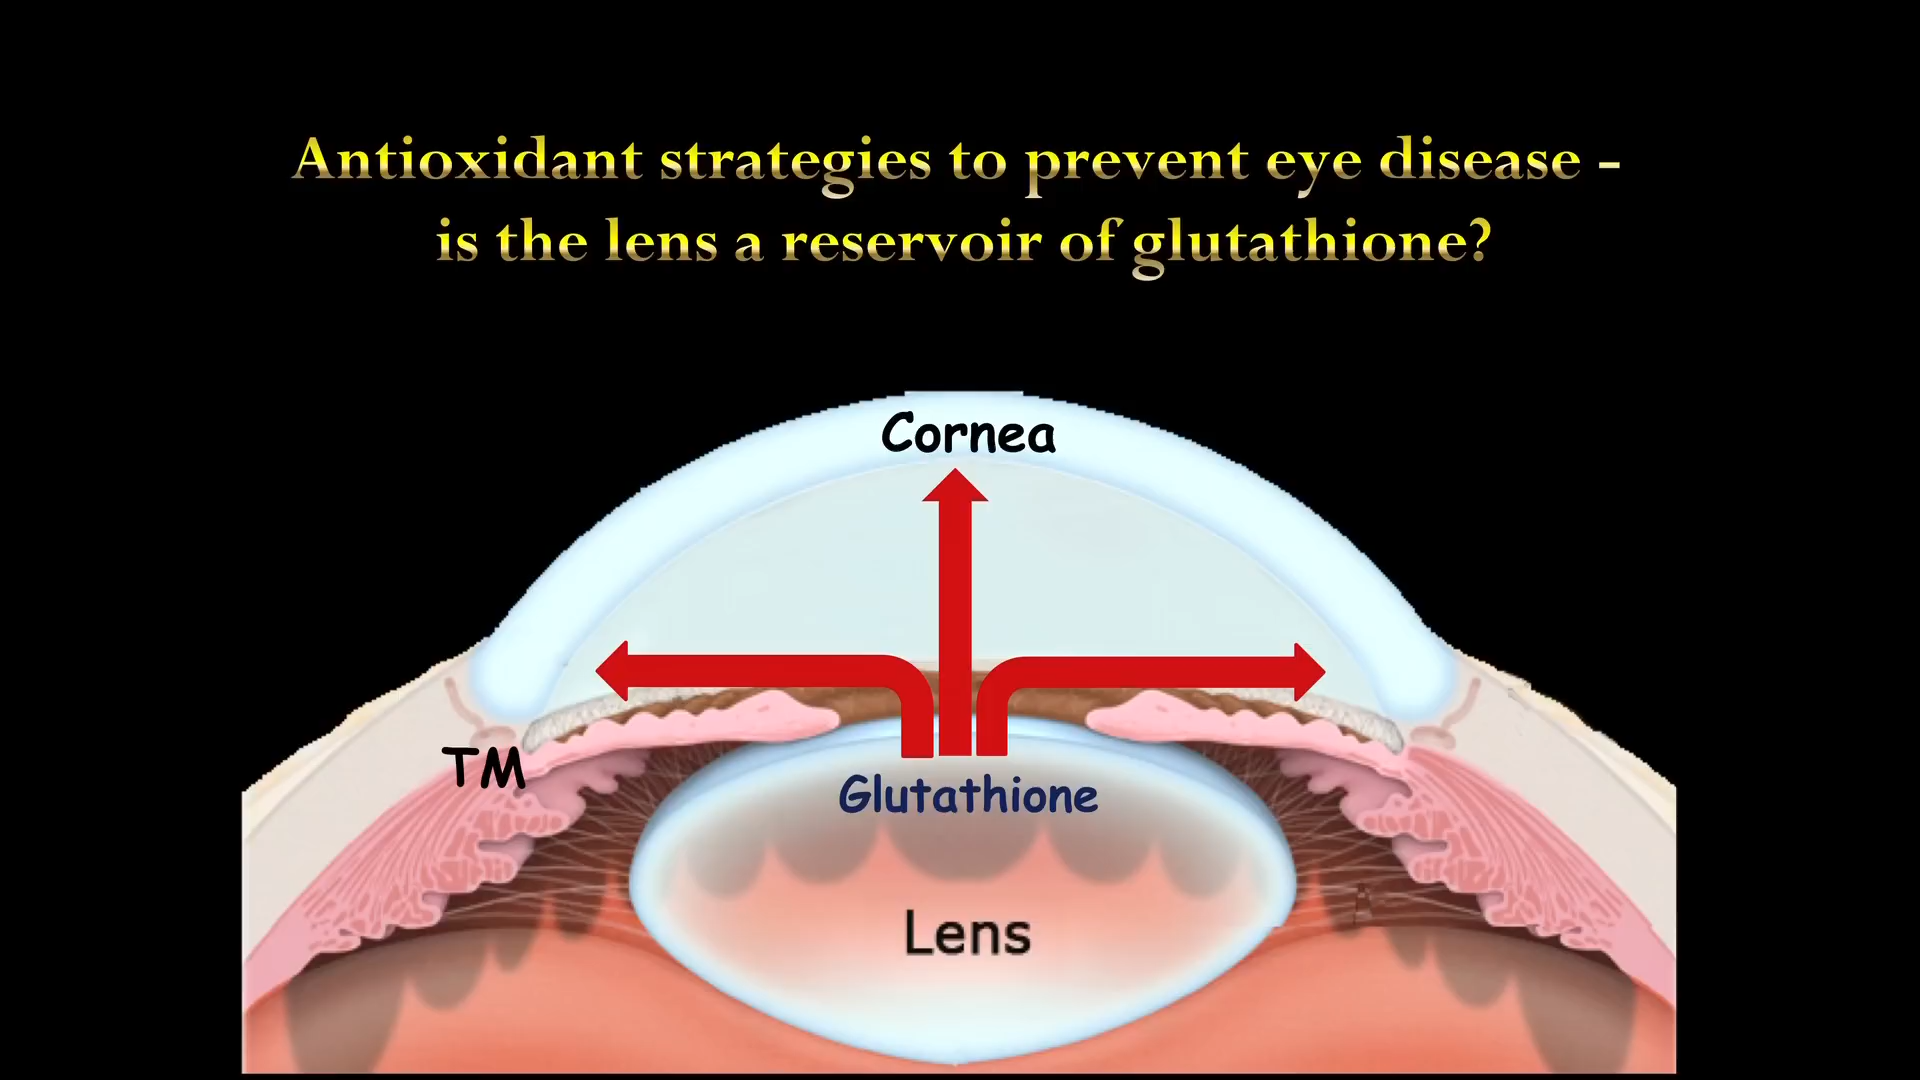 Antioxidant strategies to prevent eye disease -
is the lens a reservoir of glutathione?
Cornea
TM
Glutathione
Lens